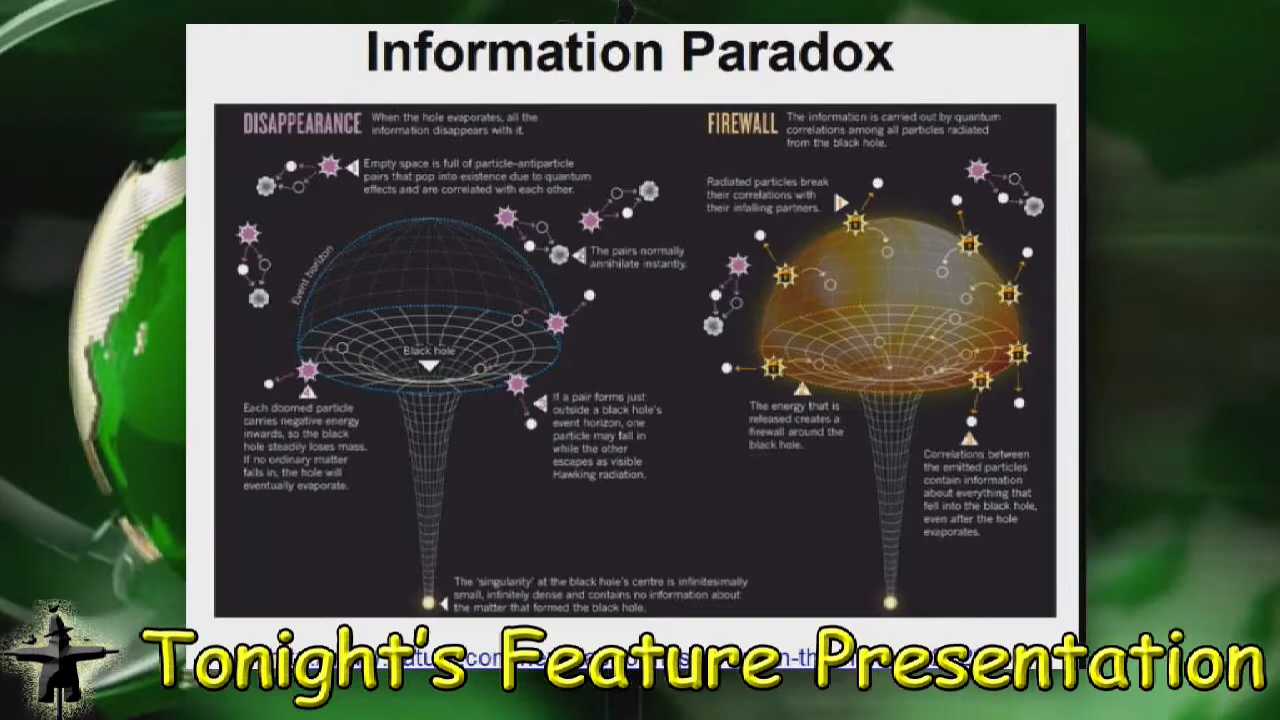 Information Paradox
DISAPPEARANCE
When the hole evaporates, all the
information disappears with it.
Empty space is full of particle-antiparticle
pairs that pop into existence due to quantum
effects and are correlated with each other.
The pairs normally
annihilate instantly.
Event horizon
Black hole
Each doomed particle
carries negative energy
inwards, so the black
hole steadily loses mass.
If no ordinary matter
falls in, the hole will
eventually evaporate.
If a pair forms just
outside a black hole's
event horizon, one
particle may fall in
while the other
escapes as visible
Hawking radiation.
The 'singularity' at the black hole's centre is infinitesimally
small, infinitely dense and contains no information about
the matter that formed the black hole.
FIREWALL
The information is carried out by quantum
correlations among all particles radiated
from the black hole.
Radiated particles break
their correlations with
their infalling partners.
The energy that is
released creates a
firewall around the
black hole.
Correlations between
the emitted particles
contain information
about everything that
fell into the black hole,
even after the hole
evaporates.
Tonight's Feature Presentation